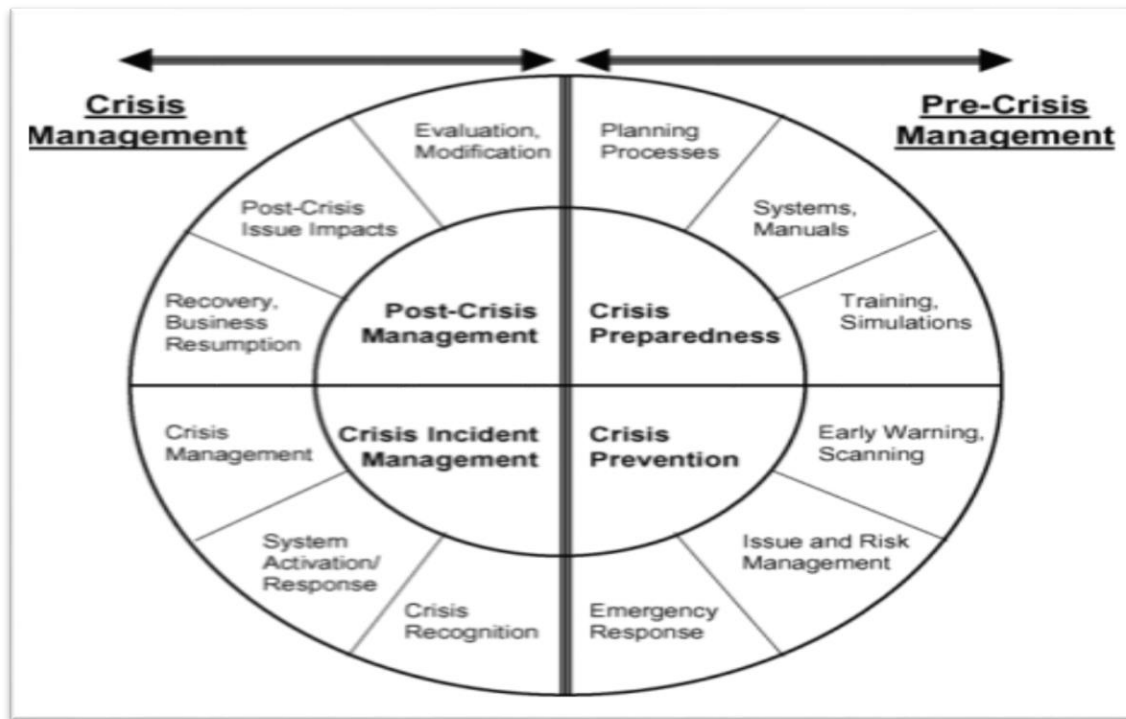 Crisis
Management
Pre-Crisis
Management
Evaluation,
Modification
Planning
Processes
Post-Crisis
Issue Impacts
Systems,
Manuals
Recovery,
Business
Resumption
Post-Crisis
Management
Crisis
Preparedness
Training,
Simulations
Crisis
Management
Crisis Incident
Management
Crisis
Prevention
Early Warning,
Scanning
System
Activation/
Response
Issue and Risk
Management
Crisis
Recognition
Emergency
Response